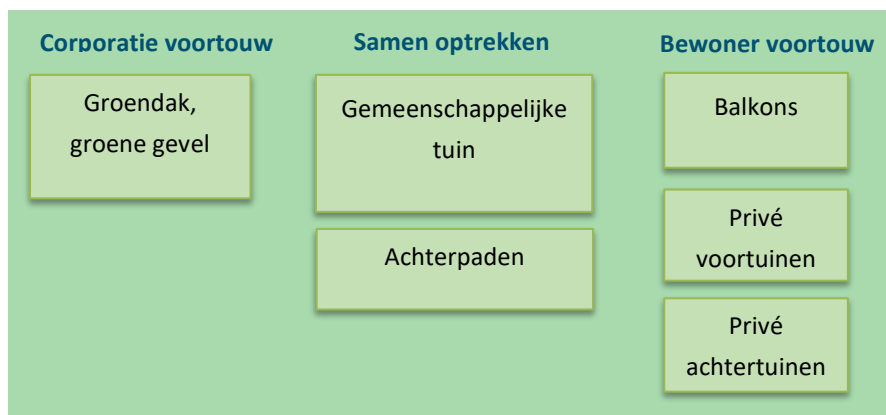 Corporatie voortouw
Groendak,
groene gevel
Samen optrekken
Gemeenschappelijke
tuin
Achterpaden
Bewoner voortouw
Balkons
Privé
voortuinen
Privé
achtertuinen